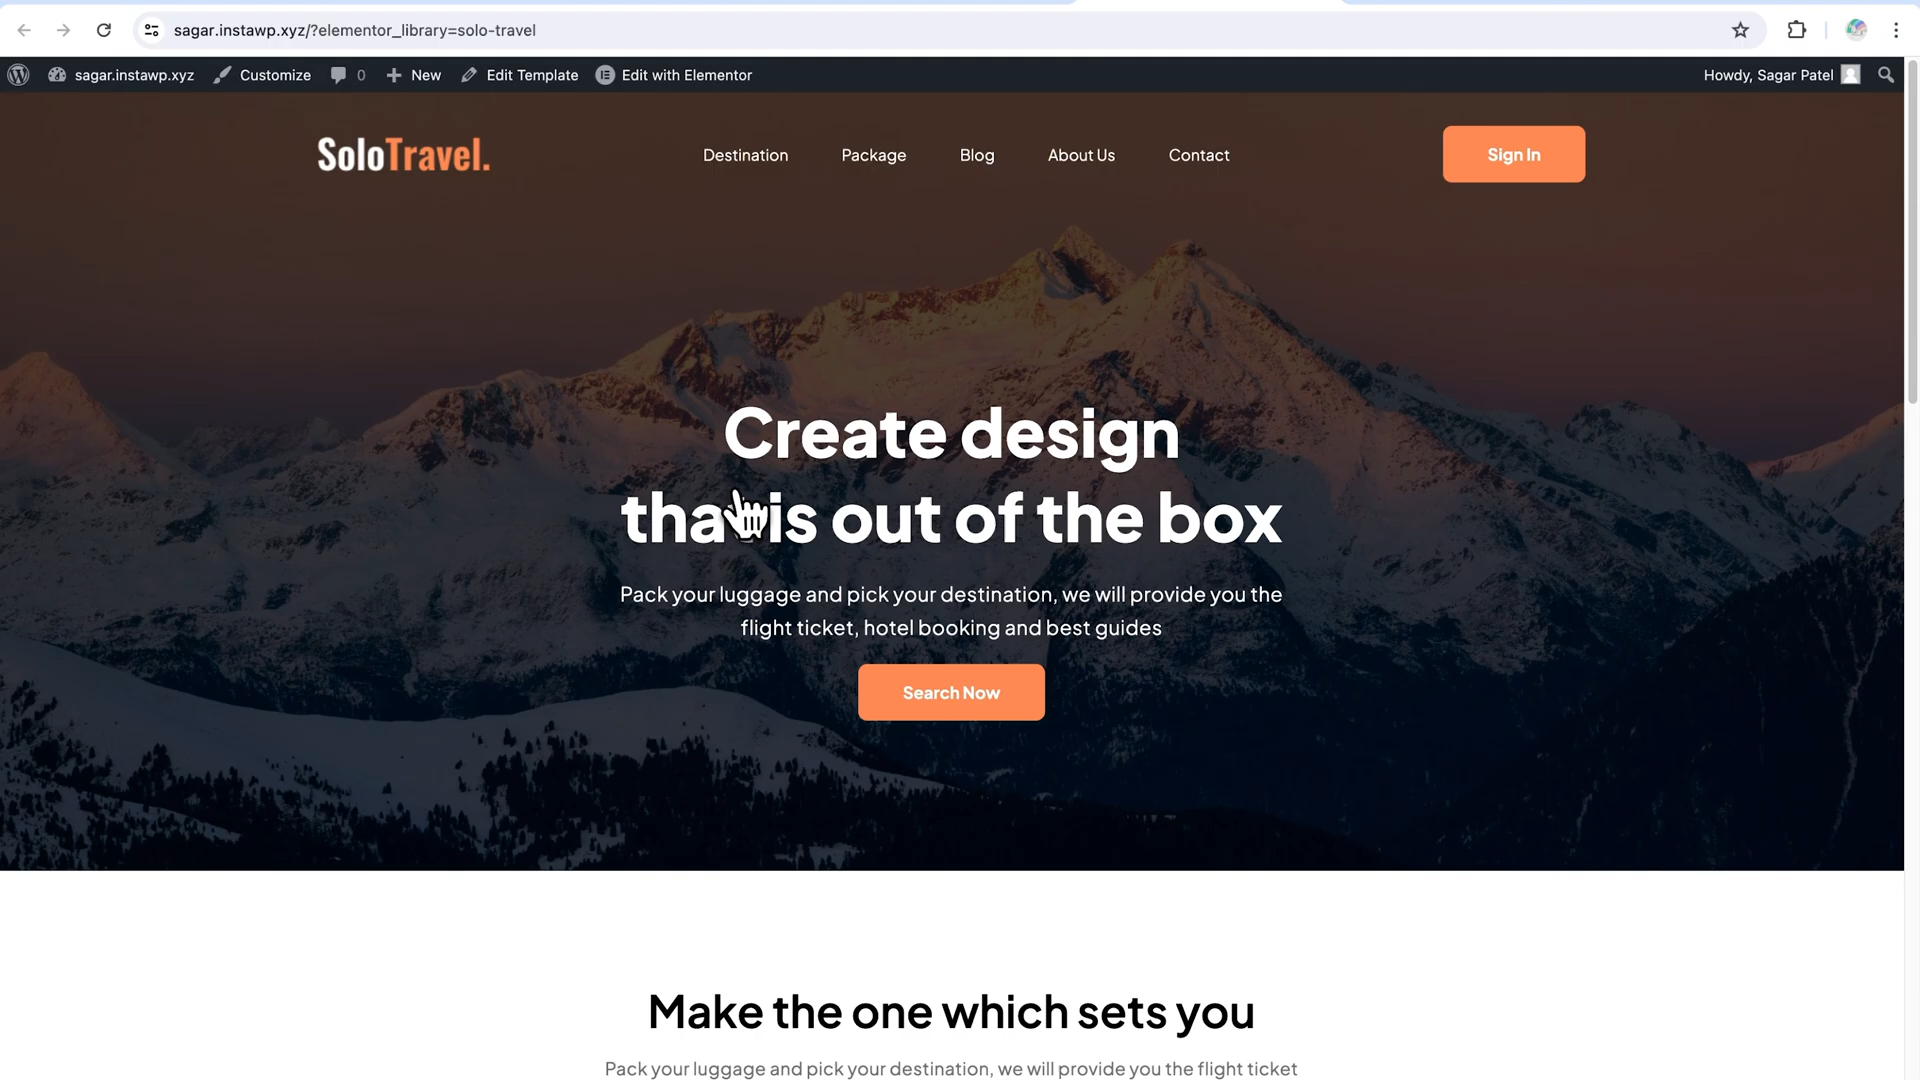 sagar.instawp.xyz/?elementor_library=solo-travel
sagar.instawp.xyz Customize 0 New Edit Template Edit with Elementor Howdy, Sagar Patel
SoloTravel. Destination Package Blog About Us Contact Sign In
Create design
that is out of the box
Pack your luggage and pick your destination, we will provide you the
flight ticket, hotel booking and best guides
Search Now
Make the one which sets you
Pack your luggage and pick your destination, we will provide you the flight ticket